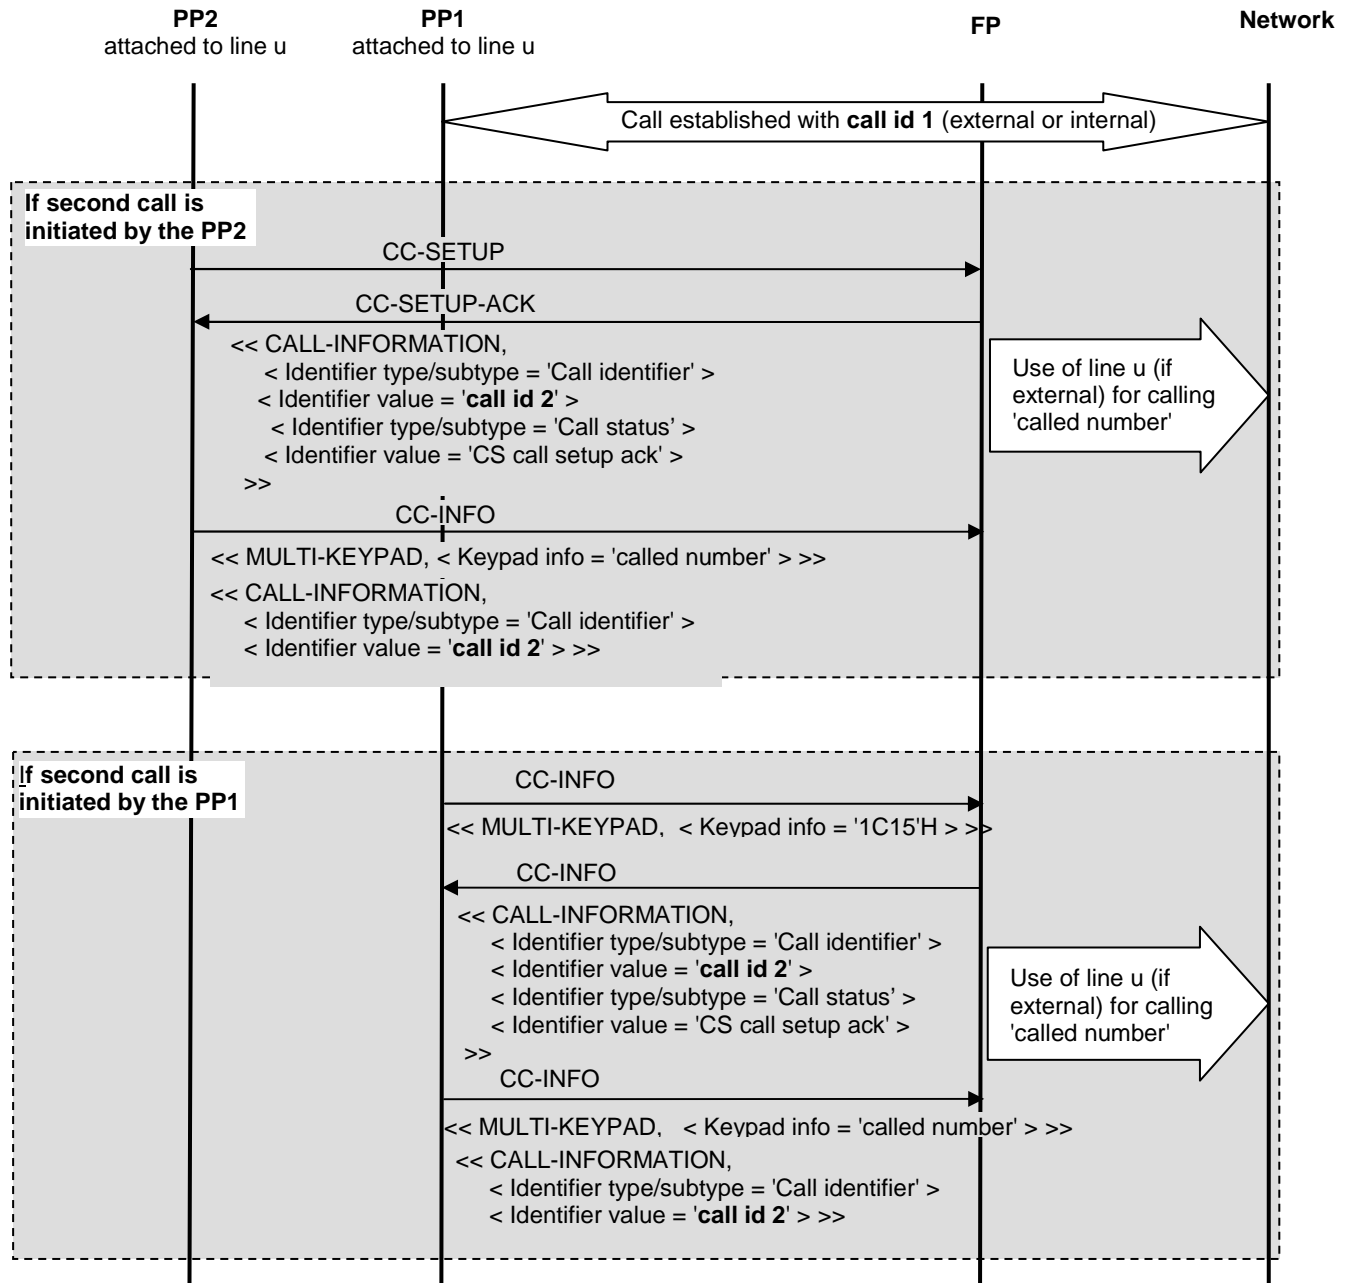 PP2
attached to line u
PP1
attached to line u
FP
Network
Call established with call id 1 (external or internal)
If second call is
initiated by the PP2
CC-SETUP
CC-SETUP-ACK
<< CALL-INFORMATION,
< Identifier type/subtype = 'Call identifier' >
< Identifier value = 'call id 2' >
< Identifier type/subtype = 'Call status’ >
< Identifier value = 'CS call setup ack' >
>>
Use of line u (if
external) for calling
'called number'
CC-INFO
<< MULTI-KEYPAD, < Keypad info = 'called number' > >>
<< CALL-INFORMATION,
< Identifier type/subtype = 'Call identifier' >
< Identifier value = 'call id 2' > >>
If second call is
initiated by the PP1
CC-INFO
<< MULTI-KEYPAD, < Keypad info = '1C15'H > >>
CC-INFO
<< CALL-INFORMATION,
< Identifier type/subtype = 'Call identifier' >
< Identifier value = 'call id 2' >
< Identifier type/subtype = 'Call status’ >
< Identifier value = 'CS call setup ack' >
>>
Use of line u (if
external) for calling
'called number'
CC-INFO
<< MULTI-KEYPAD, < Keypad info = 'called number' > >>
<< CALL-INFORMATION,
< Identifier type/subtype = 'Call identifier' >
< Identifier value = 'call id 2' > >>